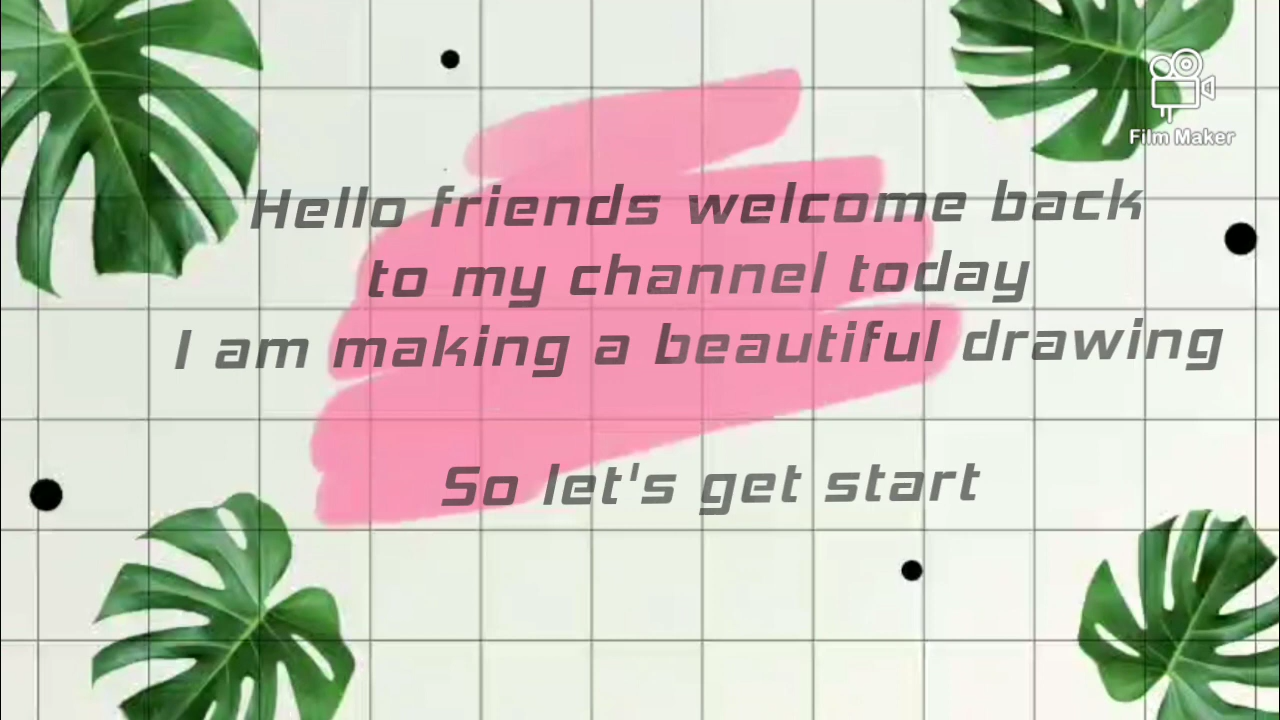 Film Maker
Hello friends welcome back
to my channel today
I am making a beautiful drawing
So let's get start